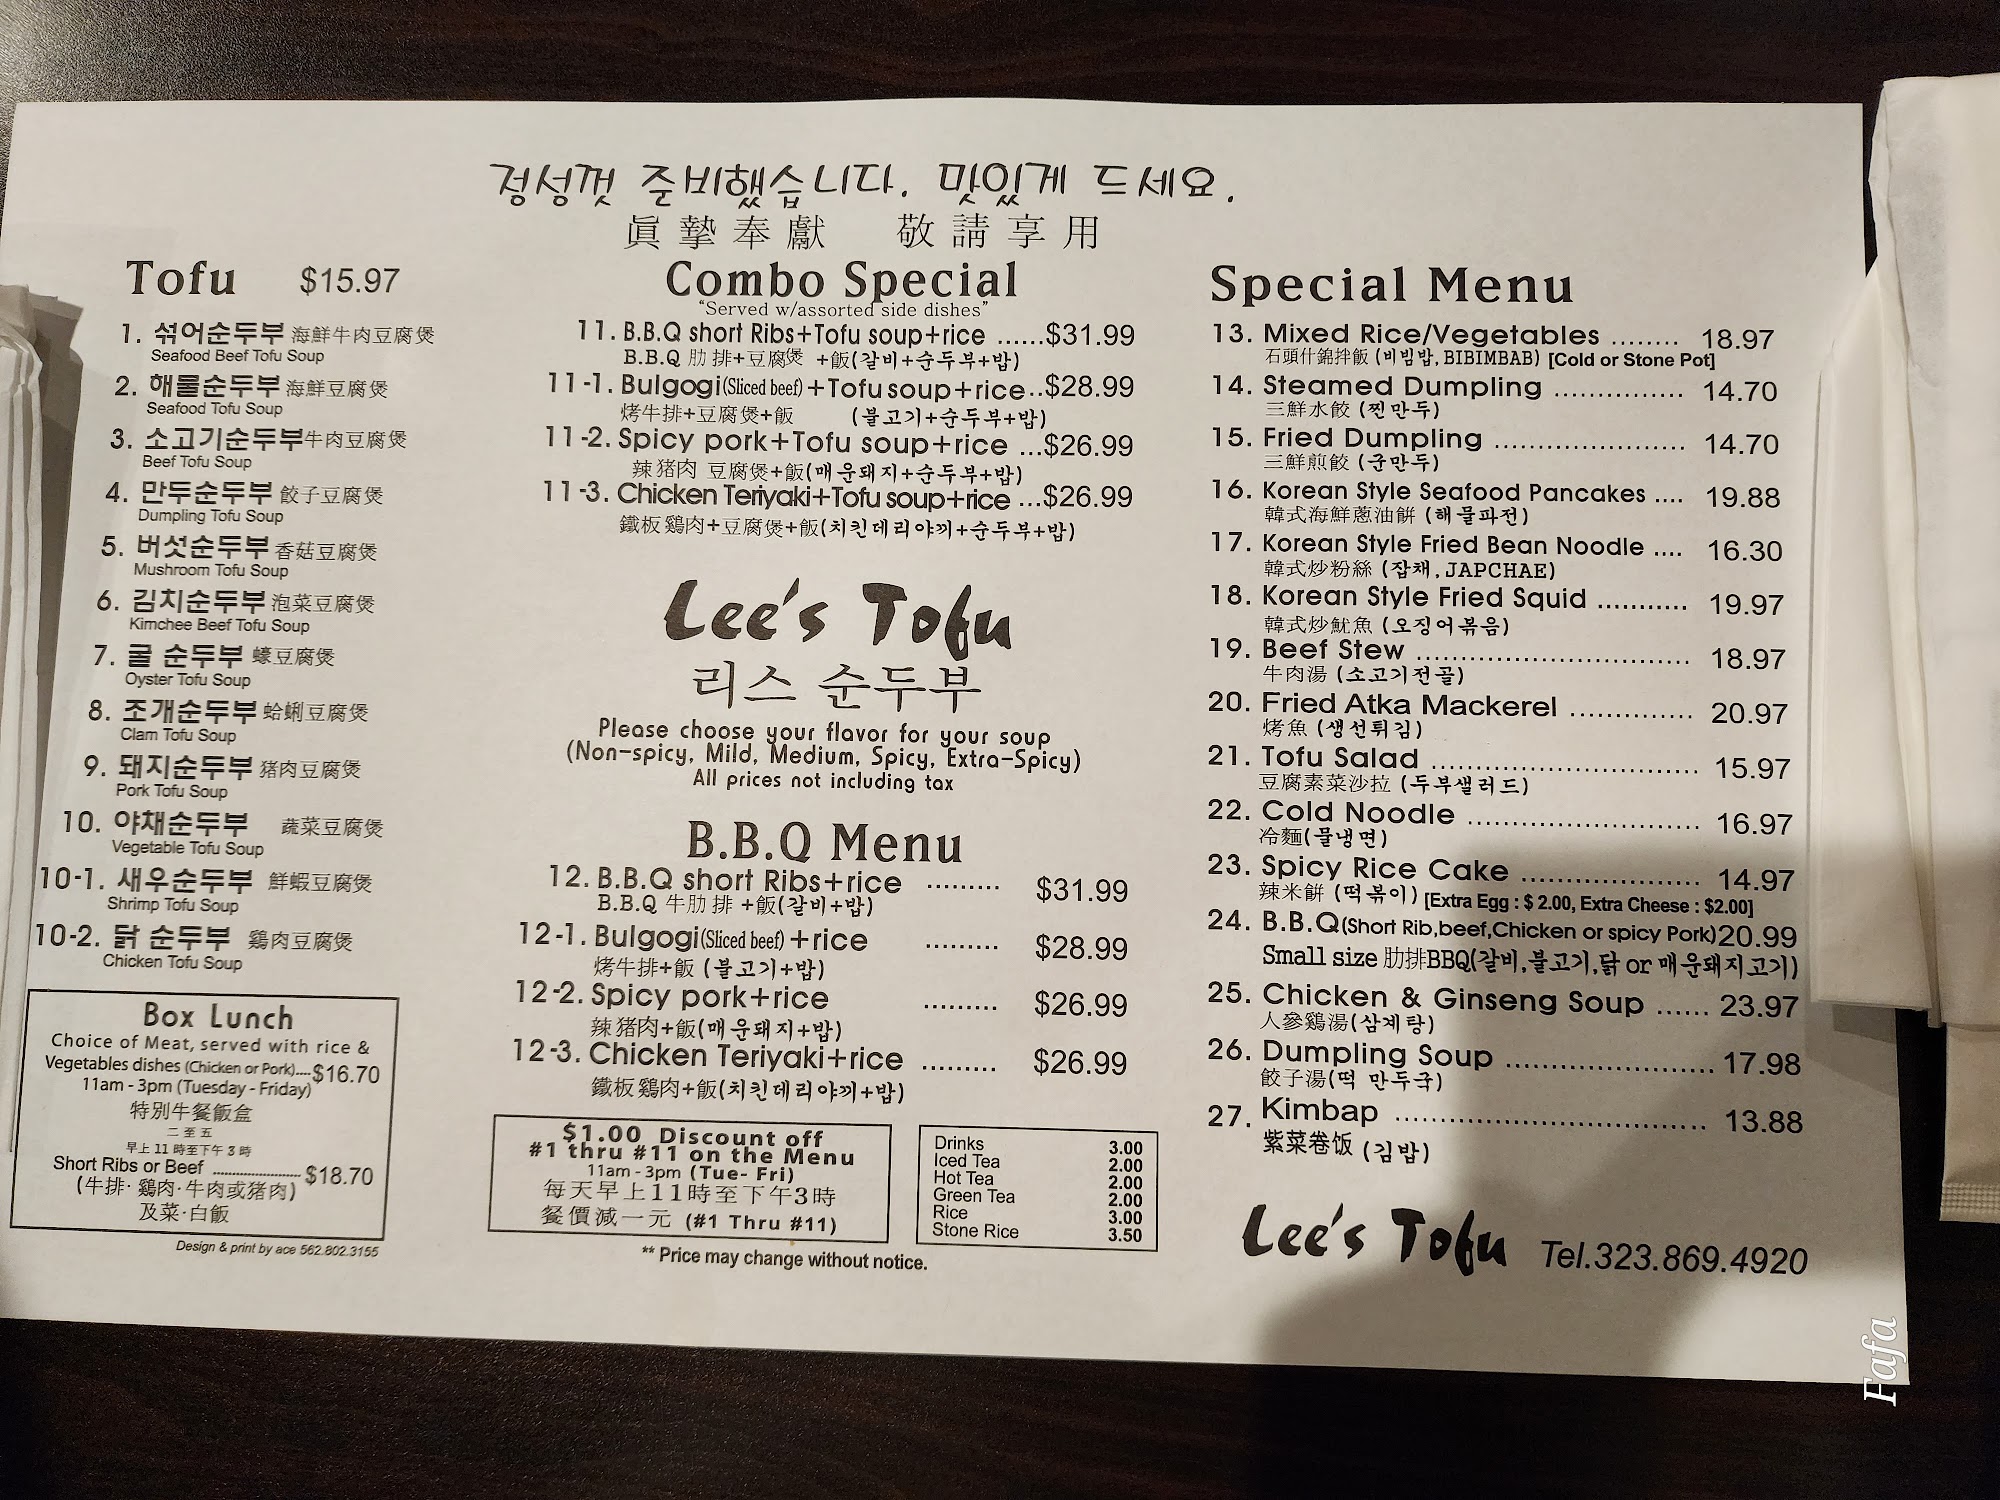 정성껏 준비했습니다. 맛있게 드세요.
眞摯奉獻 敬請享用
Tofu $15.97
1. 섞어순두부 海鮮牛肉豆腐煲
Seafood Beef Tofu Soup
2. 해물순두부 海鮮豆腐煲
Seafood Tofu Soup
3. 소고기순두부 牛肉豆腐煲
Beef Tofu Soup
4. 만두순두부 餃子豆腐煲
Dumpling Tofu Soup
5. 버섯순두부 香菇豆腐煲
Mushroom Tofu Soup
6. 김치순두부 泡菜豆腐煲
Kimchee Beef Tofu Soup
7. 굴 순두부 蠔豆腐煲
Oyster Tofu Soup
8. 조개순두부 蛤蜊豆腐煲
Clam Tofu Soup
9. 돼지순두부 猪肉豆腐煲
Pork Tofu Soup
10. 야채순두부 蔬菜豆腐煲
Vegetable Tofu Soup
10-1. 새우순두부 鮮蝦豆腐煲
Shrimp Tofu Soup
10-2. 닭 순두부 鷄肉豆腐煲
Chicken Tofu Soup
Box Lunch
Choice of Meat, served with rice &
Vegetables dishes (Chicken or Pork)....$16.70
11am - 3pm (Tuesday - Friday)
特別午餐飯盒
二至五
早上 11 時至下午 3 時
Short Ribs or Beef ...................... $18.70
(牛排· 鷄肉· 牛肉或猪肉)
及菜·白飯
Design & print by ace 562.802.3155
Combo Special
"Served w/assorted side dishes"
11. B.B.Q short Ribs+Tofu soup+rice ......$31.99
B.B.Q 肋排+豆腐煲 +飯(갈비+순두부+밥)
11-1. Bulgogi(Sliced beef)+Tofu soup+rice..$28.99
烤牛排+豆腐煲+飯 (불고기+순두부+밥)
11-2. Spicy pork+Tofu soup+rice ...$26.99
辣猪肉 豆腐煲+飯(매운돼지+순두부+밥)
11-3. Chicken Teriyaki+Tofu soup+rice ...$26.99
鐵板鷄肉+豆腐煲+飯(치킨데리야끼+순두부+밥)
Lee's Tofu
리스 순두부
Please choose your flavor for your soup
(Non-spicy, Mild, Medium, Spicy, Extra-Spicy)
All prices not including tax
B.B.Q Menu
12. B.B.Q short Ribs+rice ......... $31.99
B.B.Q 牛肋排 +飯(갈비+밥)
12-1. Bulgogi(Sliced beef)+rice ......... $28.99
烤牛排+飯 (불고기+밥)
12-2. Spicy pork+rice ......... $26.99
辣猪肉+飯(매운돼지+밥)
12-3. Chicken Teriyaki+rice ......... $26.99
鐵板鷄肉+飯(치킨데리야끼+밥)
$1.00 Discount off
#1 thru #11 on the Menu
11am - 3pm (Tue- Fri)
每天早上11時至下午3時
餐價減一元 (#1 Thru #11)
Drinks 3.00
Iced Tea 2.00
Hot Tea 2.00
Green Tea 2.00
Rice 3.00
Stone Rice 3.50
** Price may change without notice.
Special Menu
13. Mixed Rice/Vegetables ........ 18.97
石頭什錦拌飯 (비빔밥, BIBIMBAB) [Cold or Stone Pot]
14. Steamed Dumpling ............... 14.70
三鮮水餃 (찐만두)
15. Fried Dumpling ...................... 14.70
三鮮煎餃 (군만두)
16. Korean Style Seafood Pancakes .... 19.88
韓式海鮮蔥油餅 (해물파전)
17. Korean Style Fried Bean Noodle .... 16.30
韓式炒粉絲 (잡채, JAPCHAE)
18. Korean Style Fried Squid ........... 19.97
韓式炒魷魚 (오징어볶음)
19. Beef Stew ................................ 18.97
牛肉湯 (소고기전골)
20. Fried Atka Mackerel .............. 20.97
烤魚 (생선튀김)
21. Tofu Salad ............................... 15.97
豆腐素菜沙拉 (두부샐러드)
22. Cold Noodle ........................... 16.97
冷麵(물냉면)
23. Spicy Rice Cake ..................... 14.97
辣米餅 (떡볶이) [Extra Egg : $ 2.00, Extra Cheese : $2.00]
24. B.B.Q(Short Rib,beef,Chicken or spicy Pork)20.99
Small size 肋排BBQ(갈비,불고기,닭 or 매운돼지고기)
25. Chicken & Ginseng Soup ...... 23.97
人參鷄湯(삼계탕)
26. Dumpling Soup ........................ 17.98
餃子湯(떡 만두국)
27. Kimbap .................................... 13.88
紫菜卷饭 (김밥)
Lee's Tofu Tel.323.869.4920
Fafa